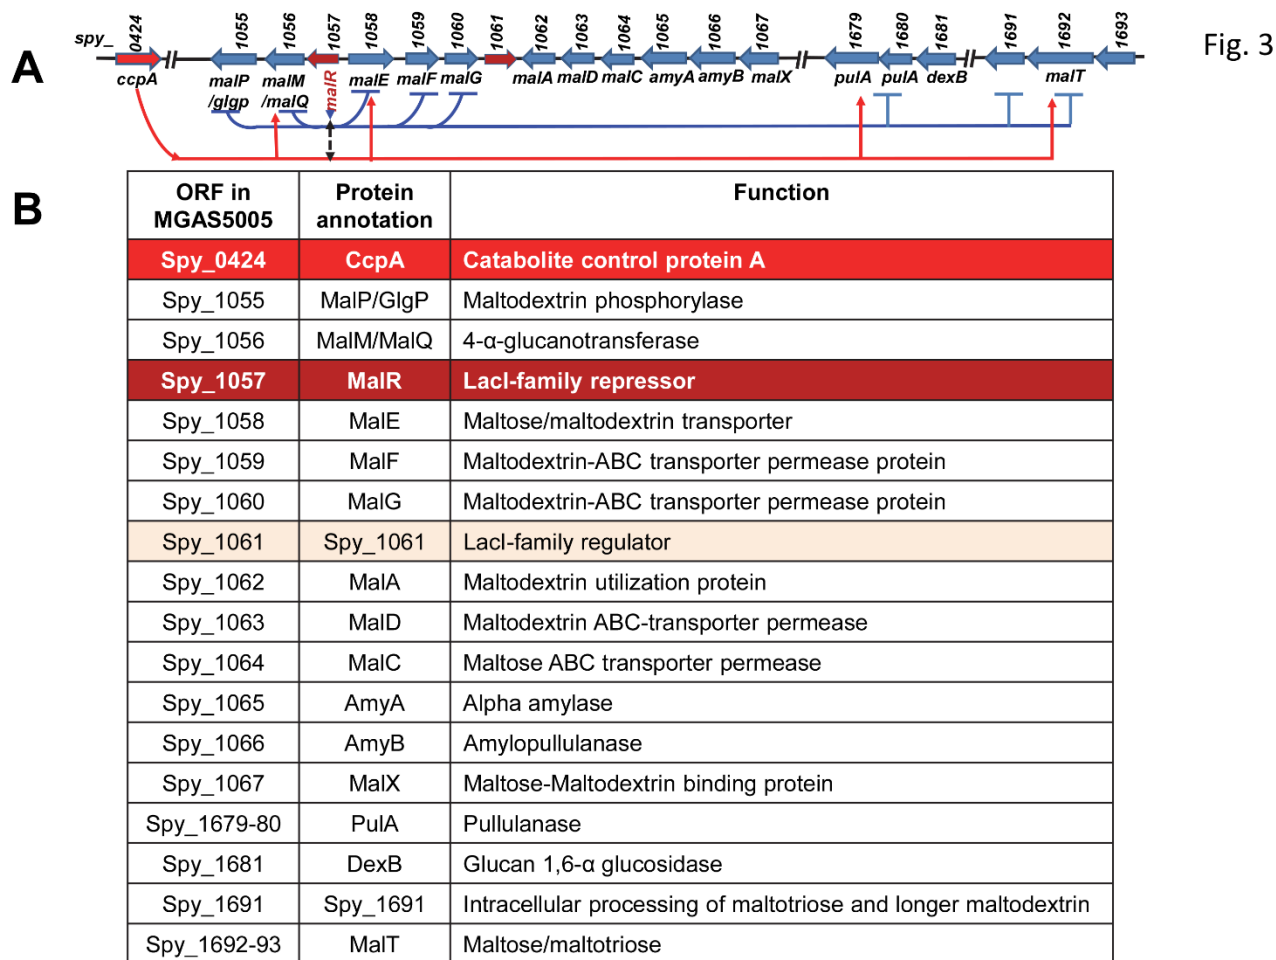 Fig. 3
A
spy_ 0424 1055 1056 1057 1058 1059 1060 1061 1062 1063 1064 1065 1066 1067 1679 1680 1681 1691 1692 1693
ccpA malP malM malR malE malF malG malA malD malC amyA amyB malX pulA pulA dexB malT
/glgp /malQ
B
ORF in MGAS5005 Protein annotation Function
Spy_0424 CcpA Catabolite control protein A
Spy_1055 MalP/GlgP Maltodextrin phosphorylase
Spy_1056 MalM/MalQ 4-α-glucanotransferase
Spy_1057 MalR LacI-family repressor
Spy_1058 MalE Maltose/maltodextrin transporter
Spy_1059 MalF Maltodextrin-ABC transporter permease protein
Spy_1060 MalG Maltodextrin-ABC transporter permease protein
Spy_1061 Spy_1061 LacI-family regulator
Spy_1062 MalA Maltodextrin utilization protein
Spy_1063 MalD Maltodextrin ABC-transporter permease
Spy_1064 MalC Maltose ABC transporter permease
Spy_1065 AmyA Alpha amylase
Spy_1066 AmyB Amylopullulanase
Spy_1067 MalX Maltose-Maltodextrin binding protein
Spy_1679-80 PulA Pullulanase
Spy_1681 DexB Glucan 1,6-α glucosidase
Spy_1691 Spy_1691 Intracellular processing of maltotriose and longer maltodextrin
Spy_1692-93 MalT Maltose/maltotriose